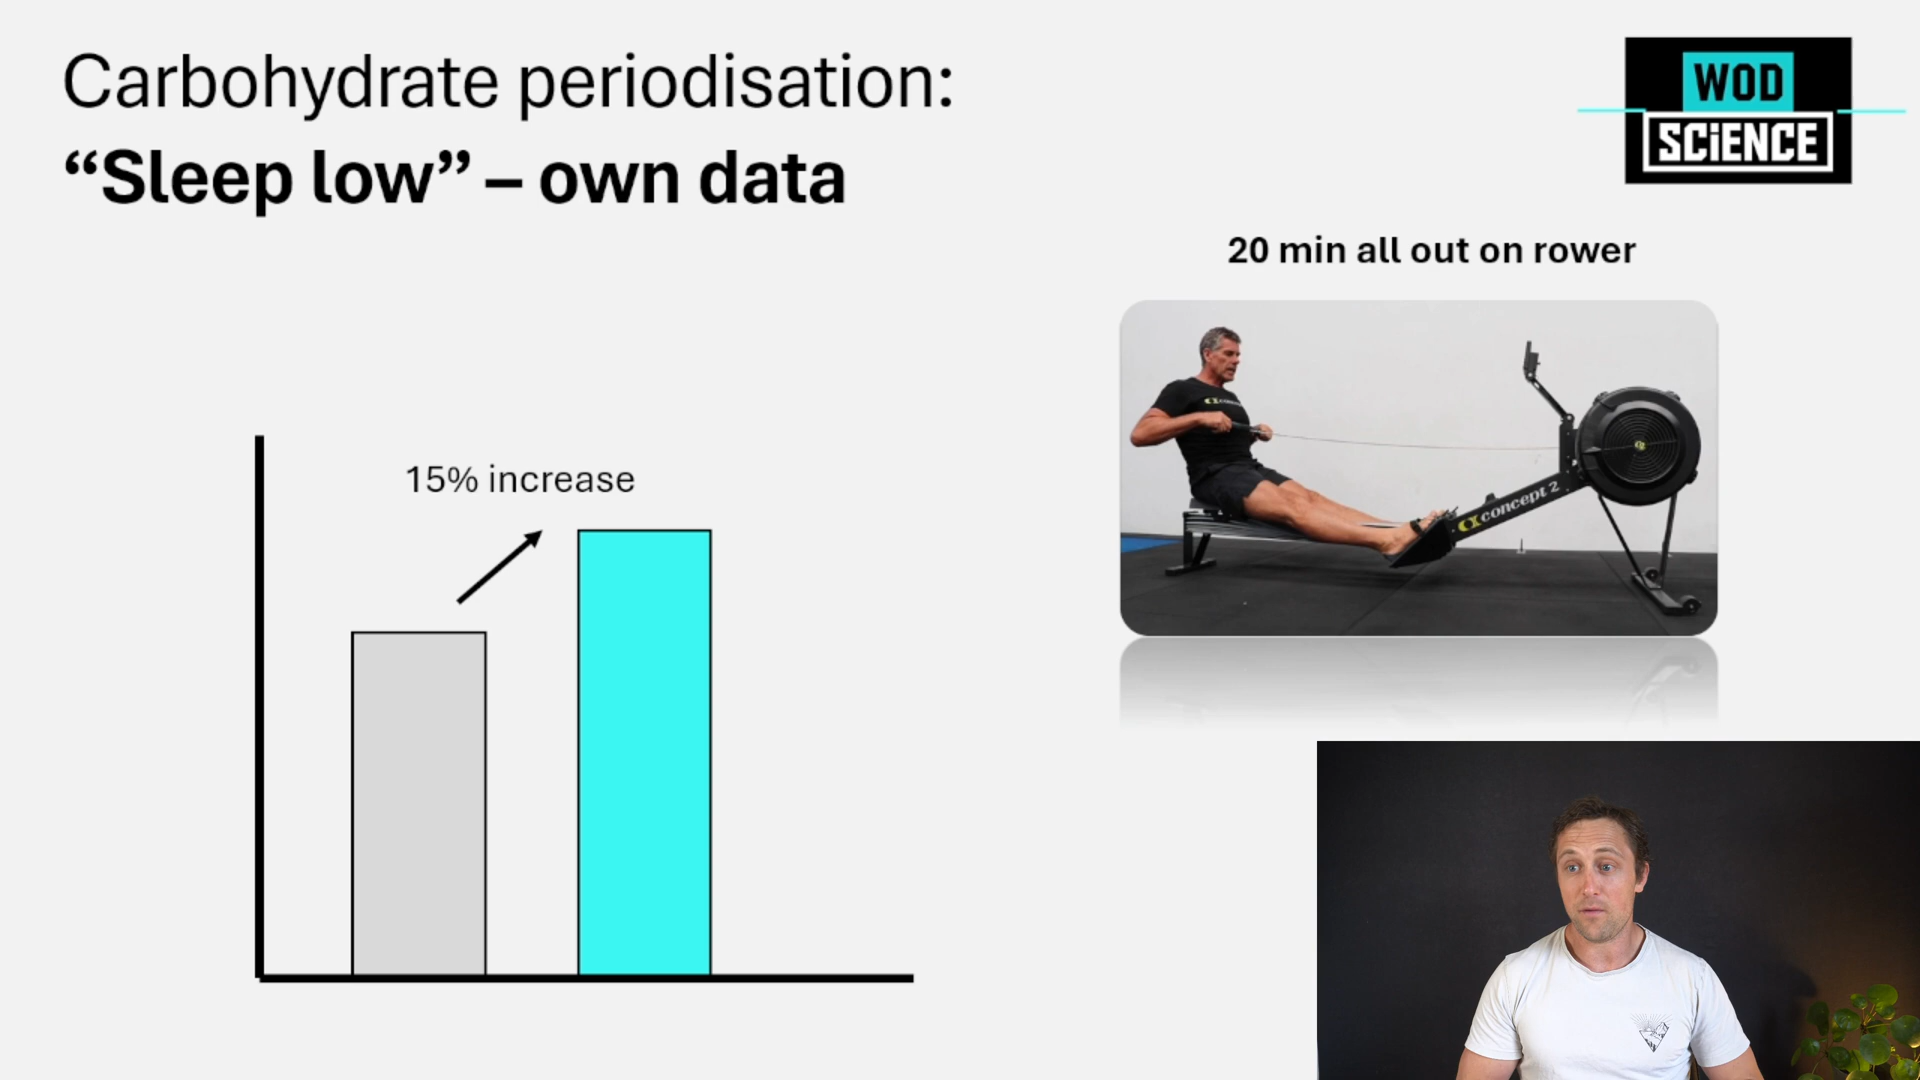 Carbohydrate periodisation:
“Sleep low” – own data
WOD
SCiENCE
20 min all out on rower
15% increase
concept 2